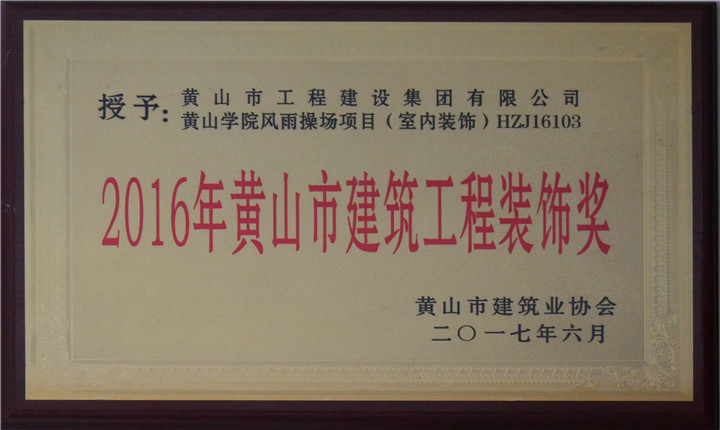 授予：黄山市工程建设集团有限公司
黄山学院风雨操场项目（室内装饰）HZJ16103
2016年黄山市建筑工程装饰奖
黄山市建筑业协会
二〇一七年六月